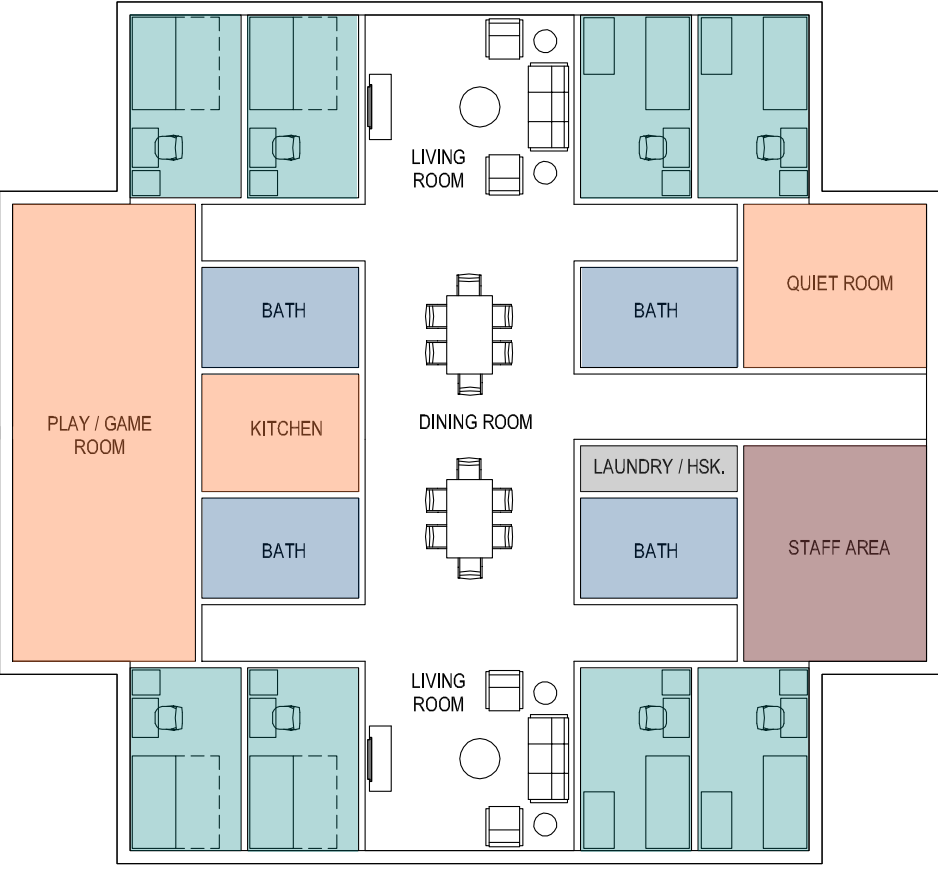 LIVING
ROOM
QUIET ROOM
BATH
BATH
PLAY / GAME
ROOM
KITCHEN
DINING ROOM
LAUNDRY / HSK.
BATH
BATH
STAFF AREA
LIVING
ROOM